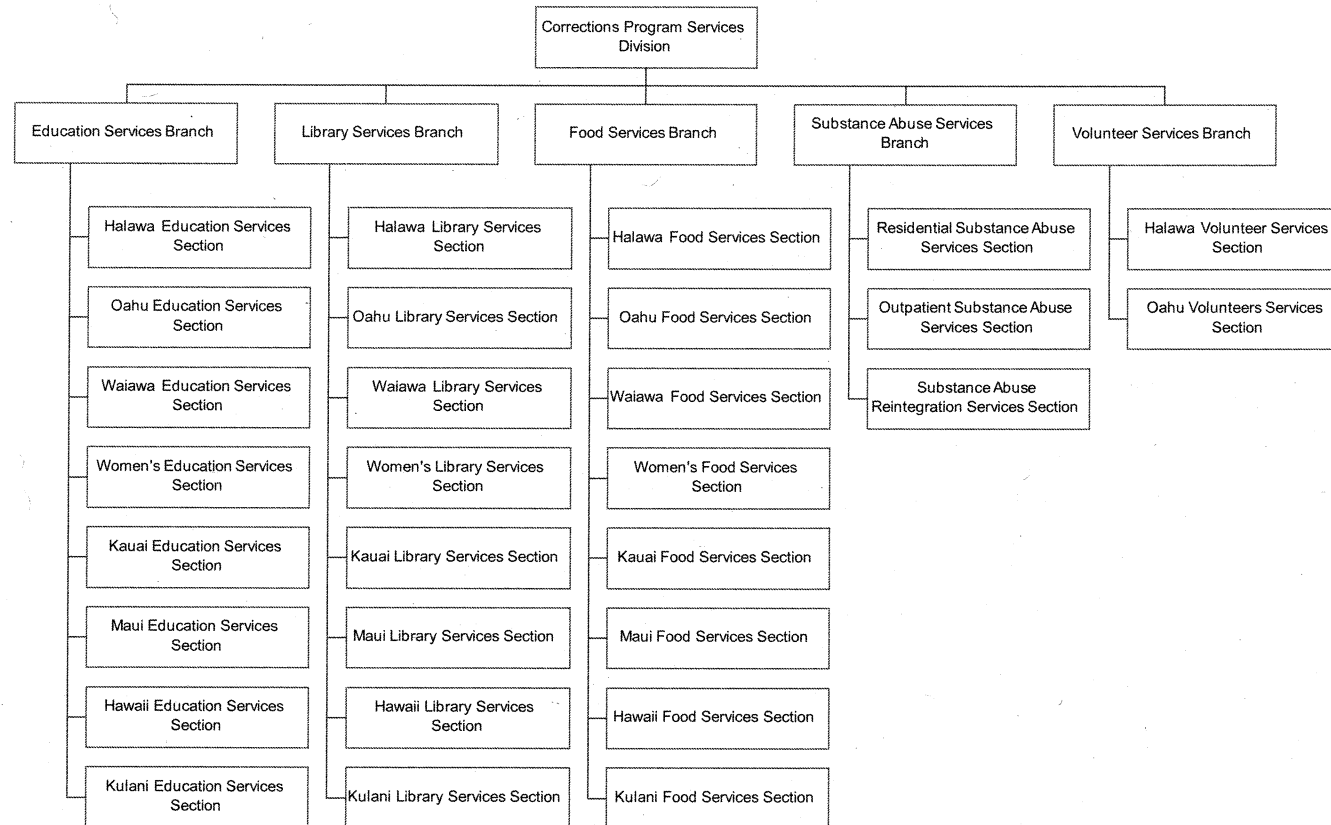 Corrections Program Services
Division
Education Services Branch
Library Services Branch
Food Services Branch
Substance Abuse Services
Branch
Volunteer Services Branch
Halawa Education Services
Section
Oahu Education Services
Section
Waiawa Education Services
Section
Women's Education Services
Section
Kauai Education Services
Section
Maui Education Services
Section
Hawaii Education Services
Section
Kulani Education Services
Section
Halawa Library Services
Section
Oahu Library Services Section
Waiawa Library Services
Section
Women's Library Services
Section
Kauai Library Services Section
Maui Library Services Section
Hawaii Library Services
Section
Kulani Library Services Section
Halawa Food Services Section
Oahu Food Services Section
Waiawa Food Services Section
Women's Food Services
Section
Kauai Food Services Section
Maui Food Services Section
Hawaii Food Services Section
Kulani Food Services Section
Residential Substance Abuse
Services Section
Outpatient Substance Abuse
Services Section
Substance Abuse
Reintegration Services Section
Halawa Volunteer Services
Section
Oahu Volunteers Services
Section